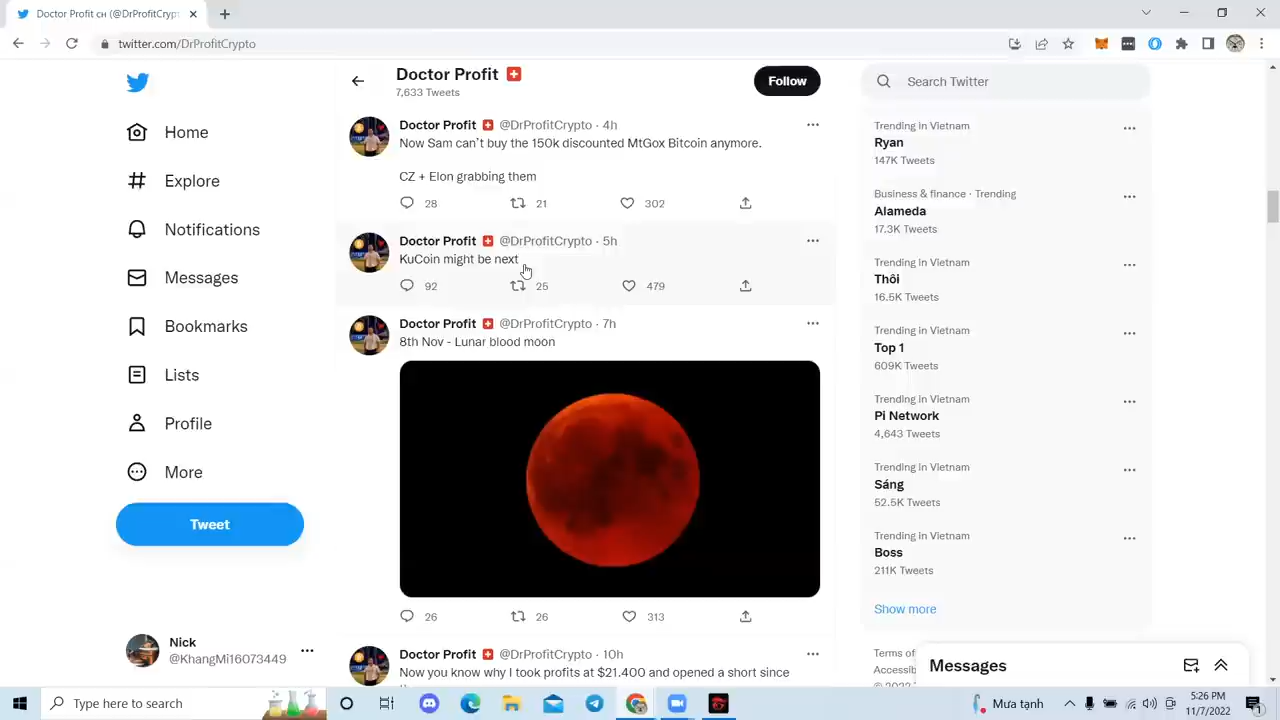 Doctor Profit cʜ (@DrProfitCrypt
twitter.com/DrProfitCrypto
Home
Explore
Notifications
Messages
Bookmarks
Lists
Profile
More
Tweet
Nick
@KhangMi16073449
Doctor Profit
7,633 Tweets
Follow
Doctor Profit @DrProfitCrypto · 4h
Now Sam can't buy the 150k discounted MtGox Bitcoin anymore.
CZ + Elon grabbing them
28 21 302
Doctor Profit @DrProfitCrypto · 5h
KuCoin might be next
92 25 479
Doctor Profit @DrProfitCrypto · 7h
8th Nov - Lunar blood moon
26 26 313
Doctor Profit @DrProfitCrypto · 10h
Now you know why I took profits at $21.400 and opened a short since
Search Twitter
Trending in Vietnam
Ryan
147K Tweets
Business & finance · Trending
Alameda
17.3K Tweets
Trending in Vietnam
Thôi
16.5K Tweets
Trending in Vietnam
Top 1
609K Tweets
Trending in Vietnam
Pi Network
4,643 Tweets
Trending in Vietnam
Sáng
52.5K Tweets
Trending in Vietnam
Boss
211K Tweets
Show more
Terms of
Accessib
Messages
Type here to search
Mưa tạnh
5:26 PM
11/7/2022